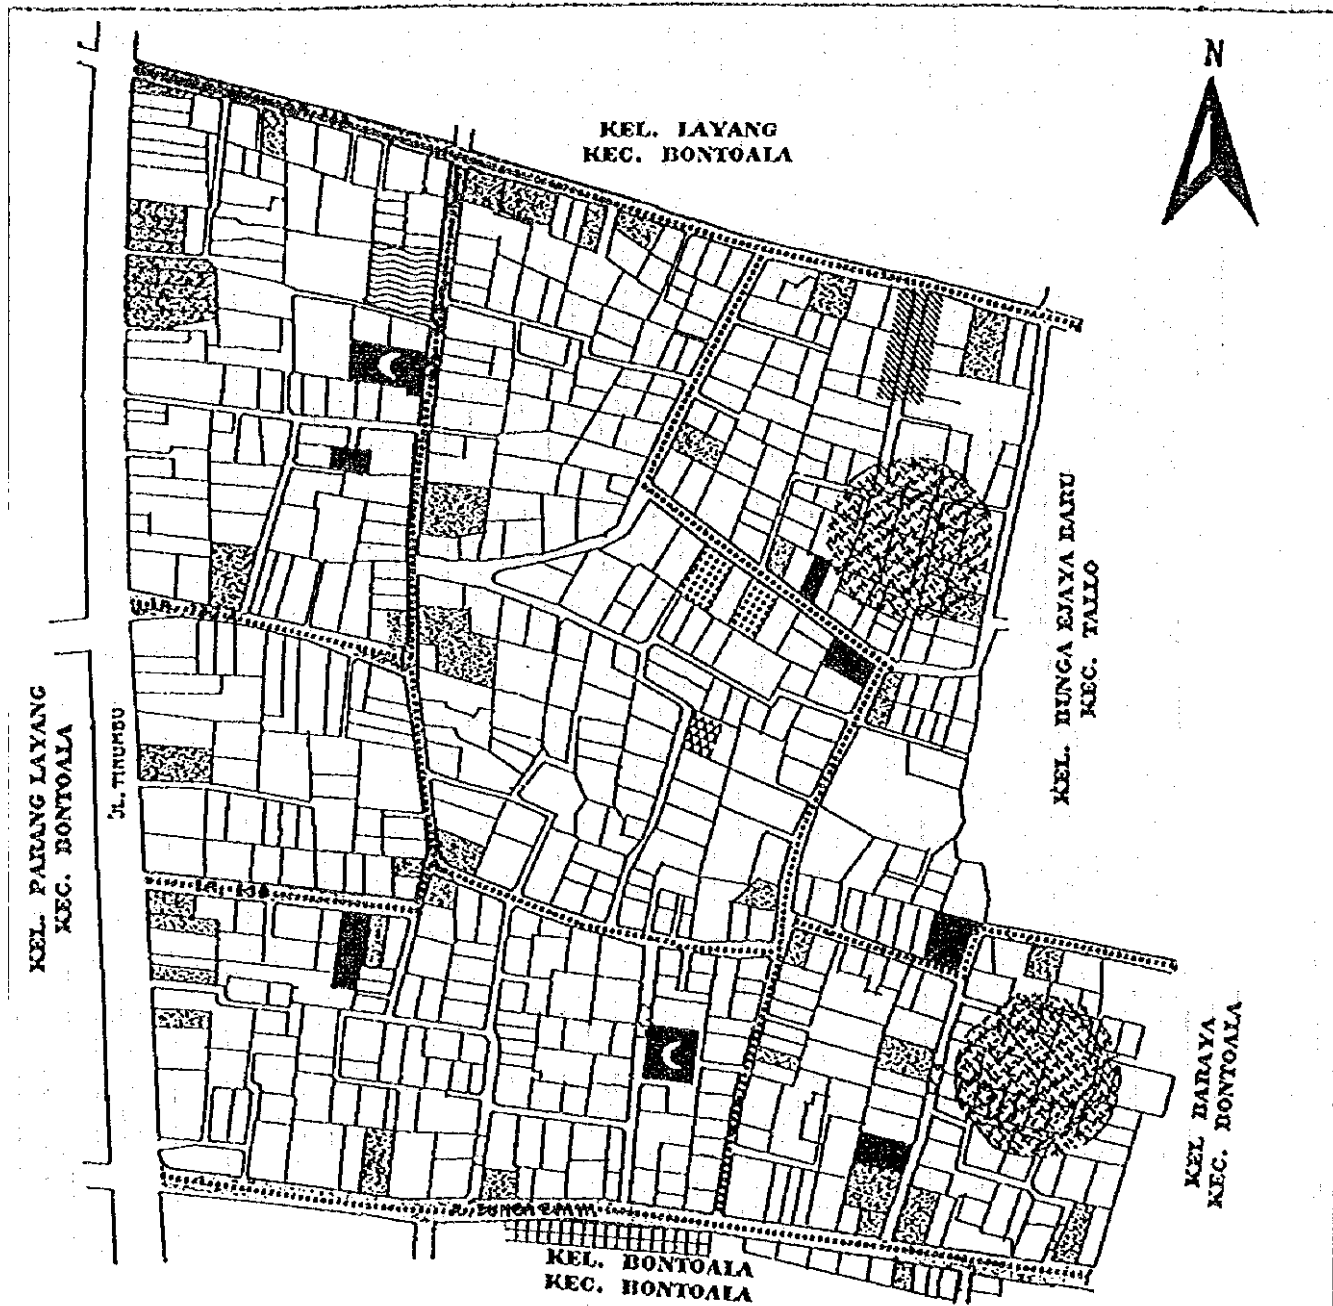 N
KEL. LAYANG
KEC. BONTOALA
KEL. BUNGA EJAYA BARU
KEC. TALLO
KEL. PARANG LAYANG
KEC. BONTOALA
JL. TINUMBU
KEL BARAYA
KEC. BONTOALA
KEL. BONTOALA
KEC. BONTOALA